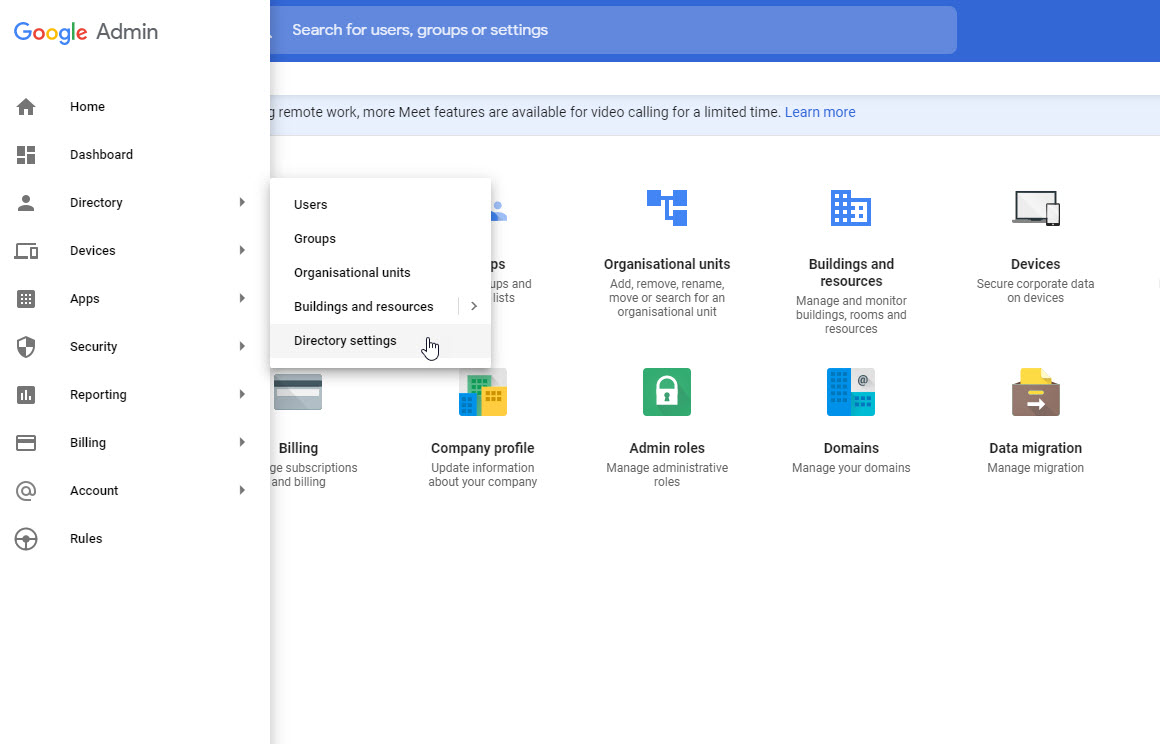 Google Admin
Search for users, groups or settings
remote work, more Meet features are available for video calling for a limited time. Learn more
Home
Dashboard
Directory
Devices
Apps
Security
Reporting
Billing
Account
Rules
Users
Groups
Organisational units
Buildings and resources
Directory settings
and
lists
Organisational units
Add, remove, rename,
move or search for an
organisational unit
Buildings and
resources
Manage and monitor
buildings, rooms and
resources
Devices
Secure corporate data
on devices
Billing
subscriptions
and billing
Company profile
Update information
about your company
Admin roles
Manage administrative
roles
@
Domains
Manage your domains
Data migration
Manage migration